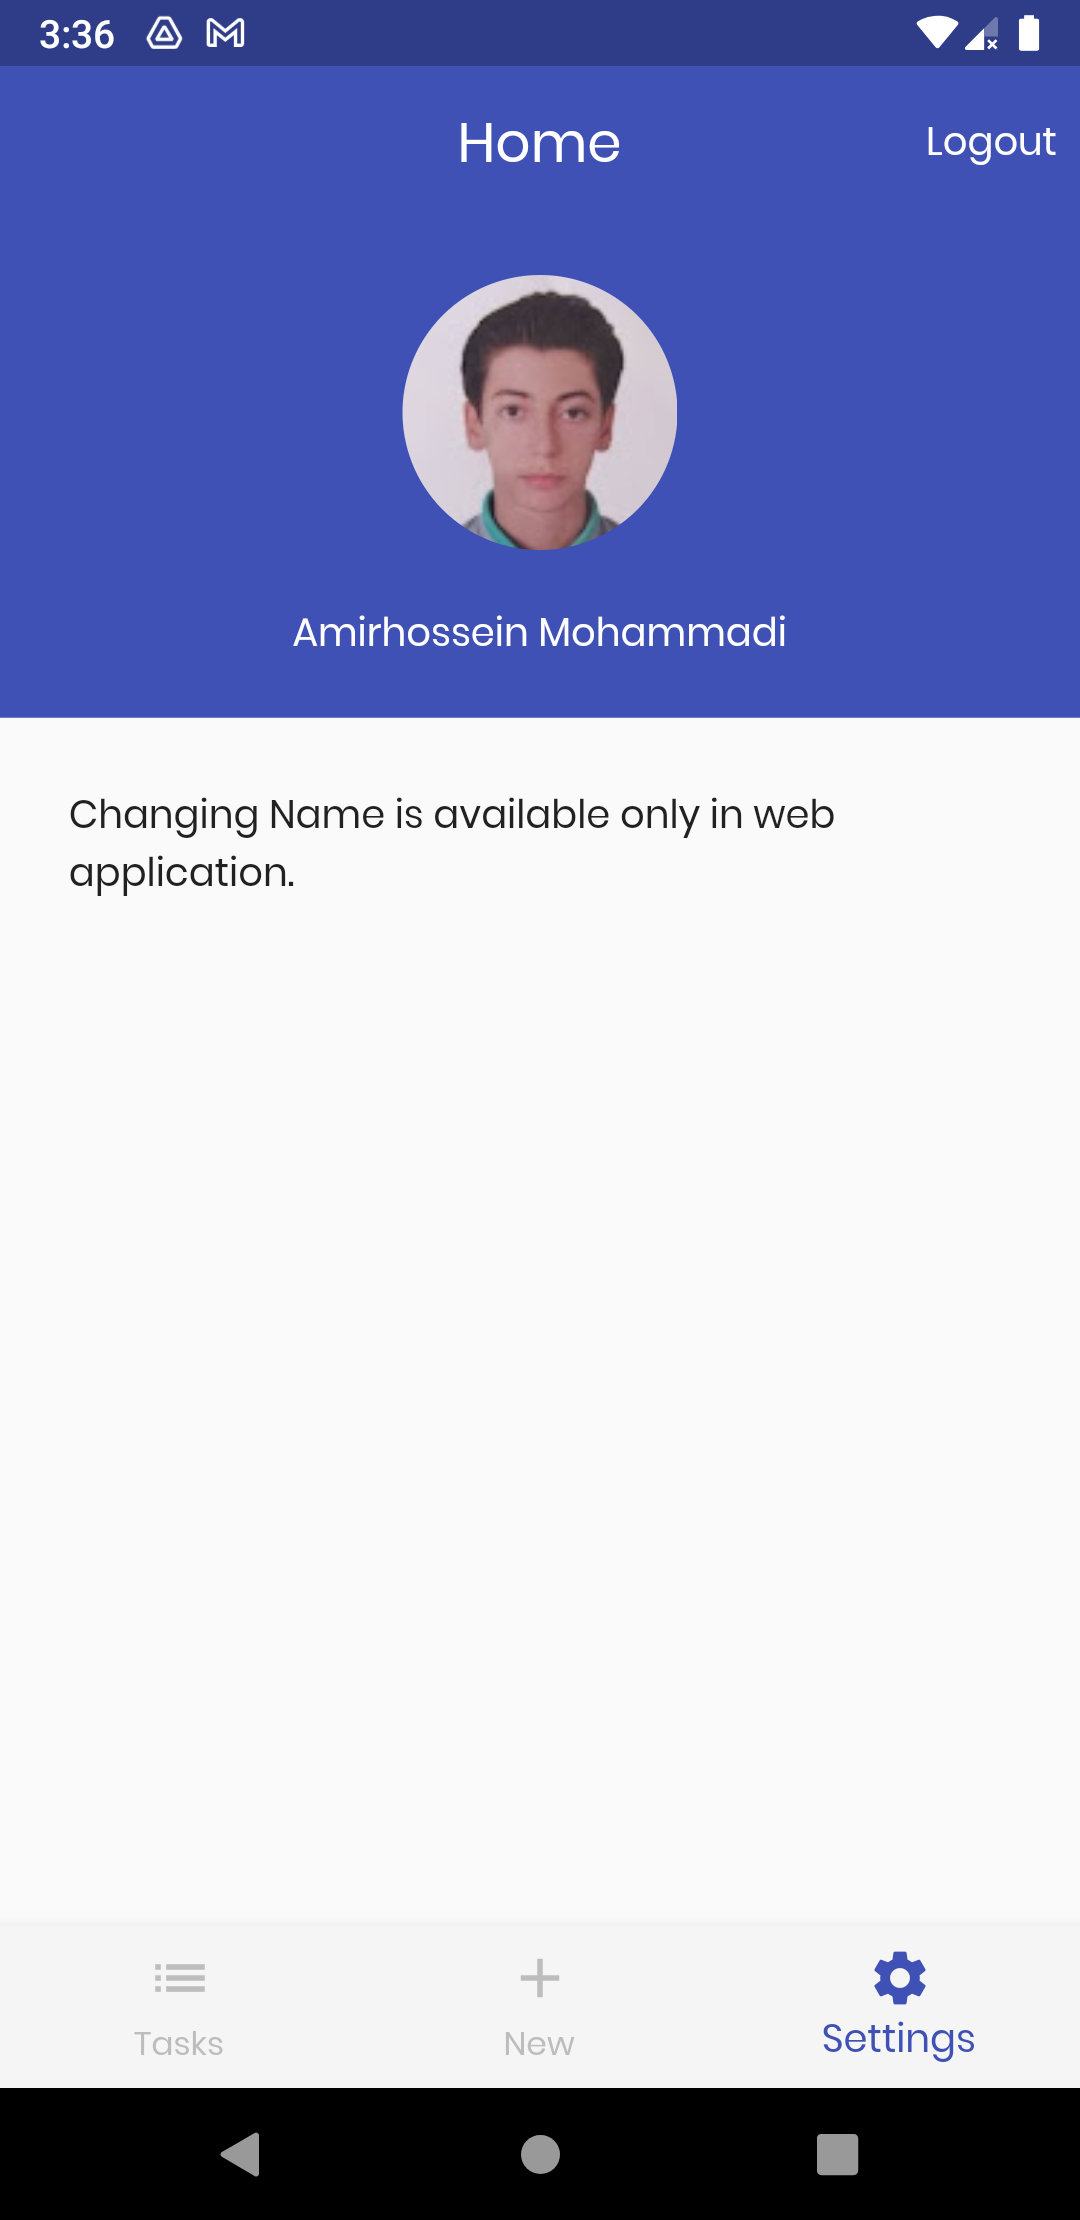 3:36
Home
Logout
Amirhossein Mohammadi
Changing Name is available only in web
application.
Tasks
New
Settings